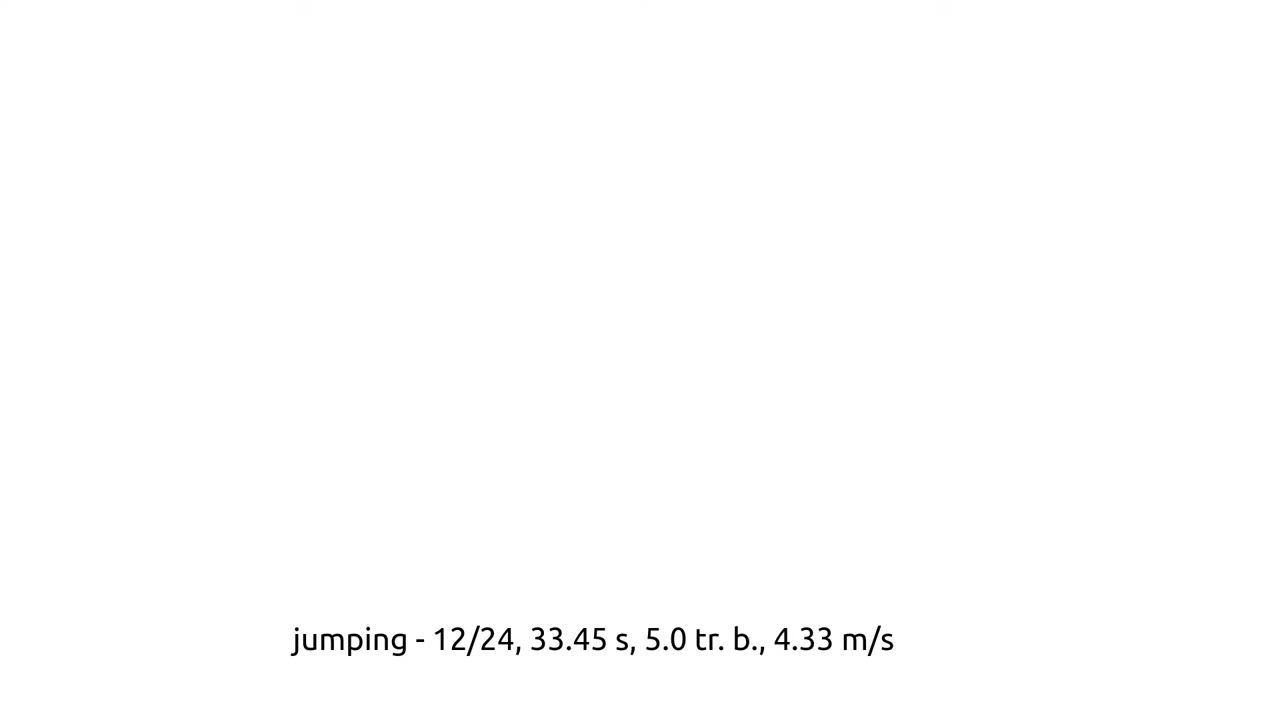 jumping - 12/24, 33.45 s, 5.0 tr. b., 4.33 m/s